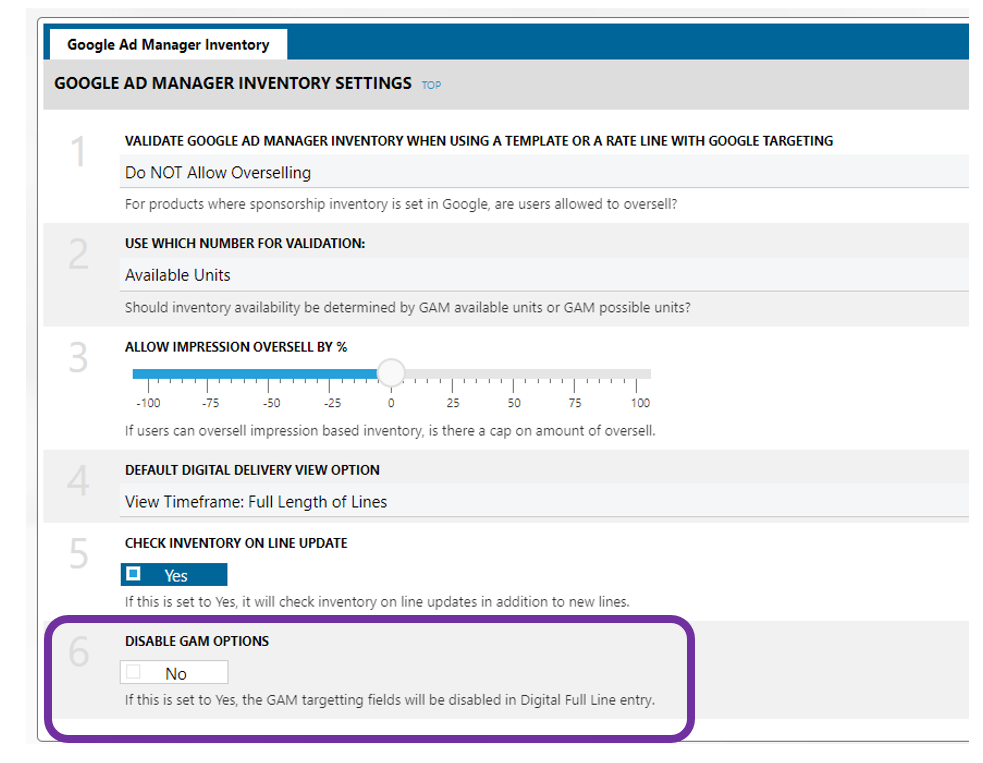 Google Ad Manager Inventory
GOOGLE AD MANAGER INVENTORY SETTINGS TOP
1
VALIDATE GOOGLE AD MANAGER INVENTORY WHEN USING A TEMPLATE OR A RATE LINE WITH GOOGLE TARGETING
Do NOT Allow Overselling
For products where sponsorship inventory is set in Google, are users allowed to oversell?
2
USE WHICH NUMBER FOR VALIDATION:
Available Units
Should inventory availability be determined by GAM available units or GAM possible units?
3
ALLOW IMPRESSION OVERSELL BY %
-100 -75 -50 -25 0 25 50 75 100
If users can oversell impression based inventory, is there a cap on amount of oversell.
4
DEFAULT DIGITAL DELIVERY VIEW OPTION
View Timeframe: Full Length of Lines
5
CHECK INVENTORY ON LINE UPDATE
Yes
If this is set to Yes, it will check inventory on line updates in addition to new lines.
6
DISABLE GAM OPTIONS
No
If this is set to Yes, the GAM targetting fields will be disabled in Digital Full Line entry.